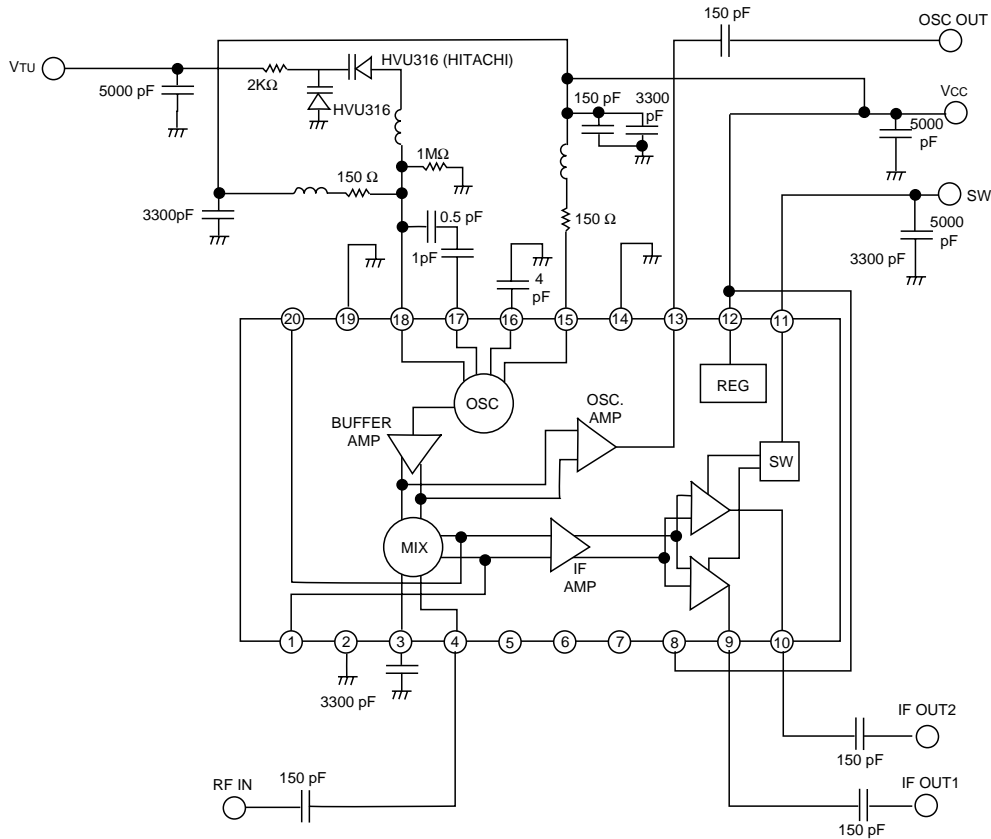 150 pF
OSC OUT
VTU
HVU316 (HITACHI)
5000 pF
2KΩ
HVU316
150 pF
3300
pF
VCC
5000
pF
1MΩ
150 Ω
SW
3300pF
0.5 pF
150 Ω
5000
pF
1pF
4
pF
3300 pF
20
19
18
17
16
15
14
13
12
11
REG
OSC
BUFFER
AMP
OSC.
AMP
SW
MIX
IF
AMP
1
2
3
4
5
6
7
8
9
10
3300 pF
IF OUT2
150 pF
RF IN
150 pF
IF OUT1
150 pF